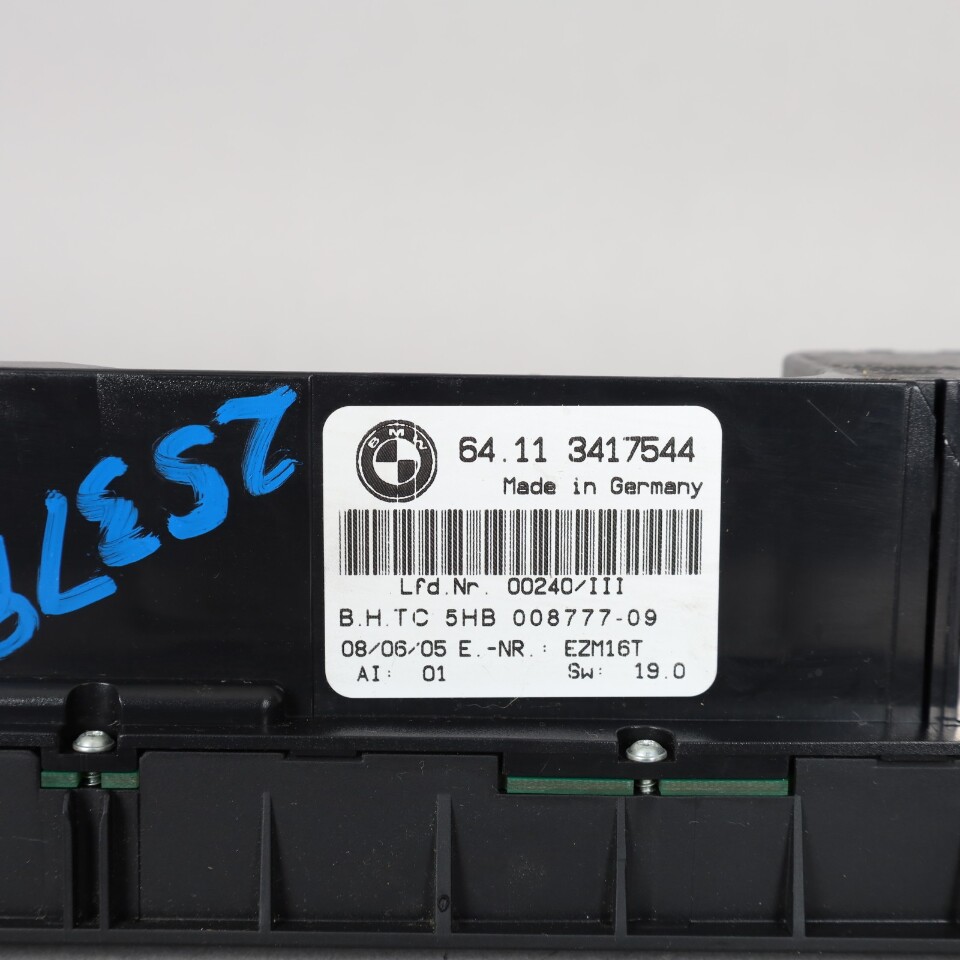 BMW
64.11 3417544
Made in Germany
Lfd.Nr. 00240/III
B.H.TC 5HB 008777-09
08/06/05 E.-NR.: EZM16T
AI: 01 Sw: 19.0